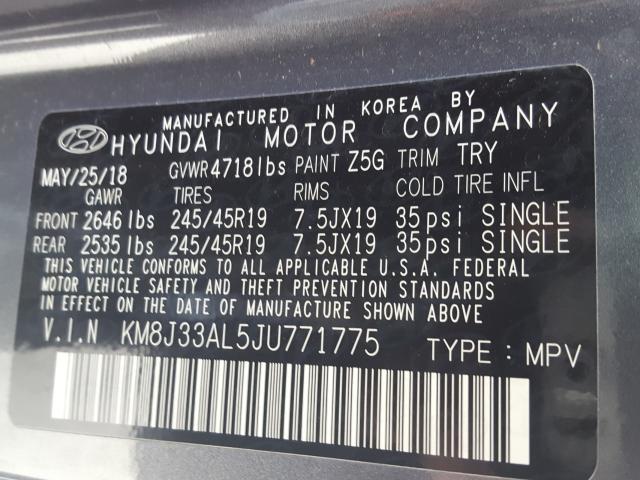 MANUFACTURED IN KOREA BY
HYUNDAI MOTOR COMPANY
MAY/25/18 GVWR 4718lbs PAINT Z5G TRIM TRY
GAWR TIRES RIMS COLD TIRE INFL
FRONT 2646 lbs 245/45R19 7.5JX19 35psi SINGLE
REAR 2535 lbs 245/45R19 7.5JX19 35psi SINGLE
THIS VEHICLE CONFORMS TO ALL APPLICABLE U.S.A. FEDERAL
MOTOR VEHICLE SAFETY AND THEFT PREVENTION STANDARDS
IN EFFECT ON THE DATE OF MANUFACTURE SHOWN ABOVE
V.I.N KM8J33AL5JU771775 TYPE : MPV